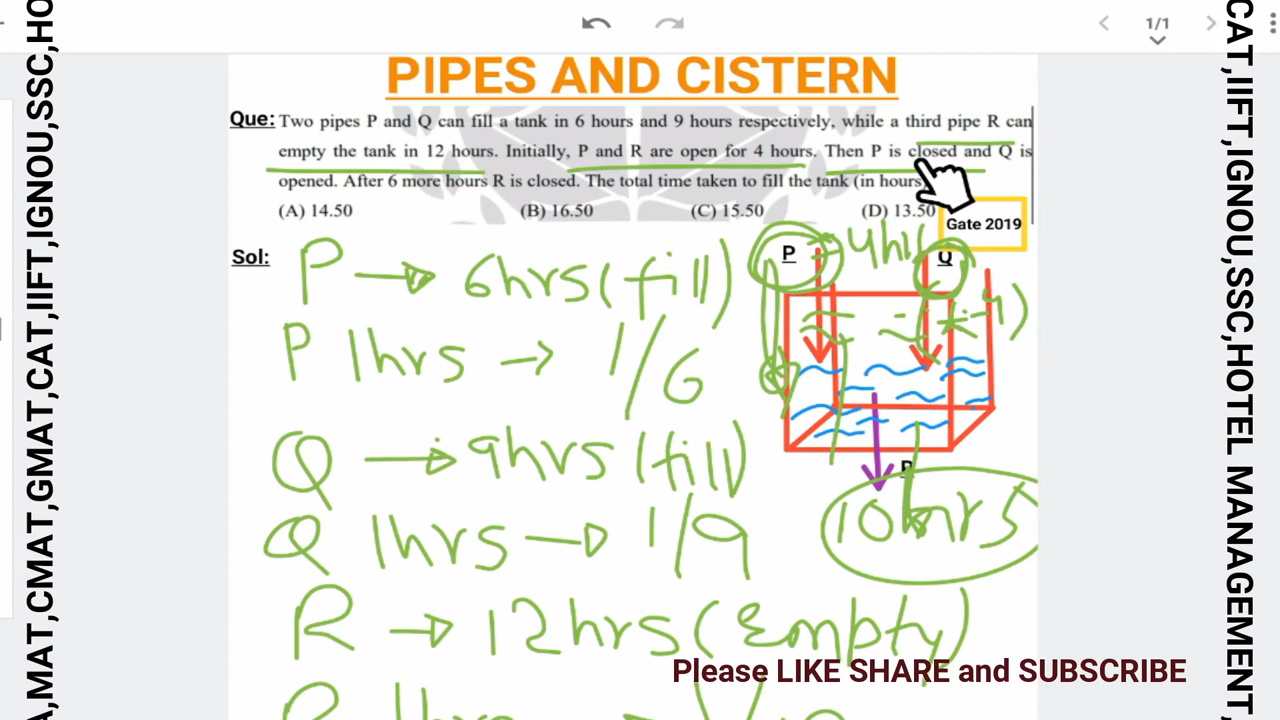 1/1
PIPES AND CISTERN
Que: Two pipes P and Q can fill a tank in 6 hours and 9 hours respectively, while a third pipe R can
empty the tank in 12 hours. Initially, P and R are open for 4 hours. Then P is closed and Q is
opened. After 6 more hours R is closed. The total time taken to fill the tank (in hours)
(A) 14.50 (B) 16.50 (C) 15.50 (D) 13.50
Gate 2019
Sol:
P → 6hrs(fill)
P 1hrs → 1/6
Q → 9hrs (fill)
Q 1hrs → 1/9
R → 12hrs (Empty)
P
4hrs
Q
10hrs
Please LIKE SHARE and SUBSCRIBE
MAT,CMAT,GMAT,CAT,IIFT,IGNOU,SSC,HO
CAT,IIFT,IGNOU,SSC,HOTEL MANAGEMENT,